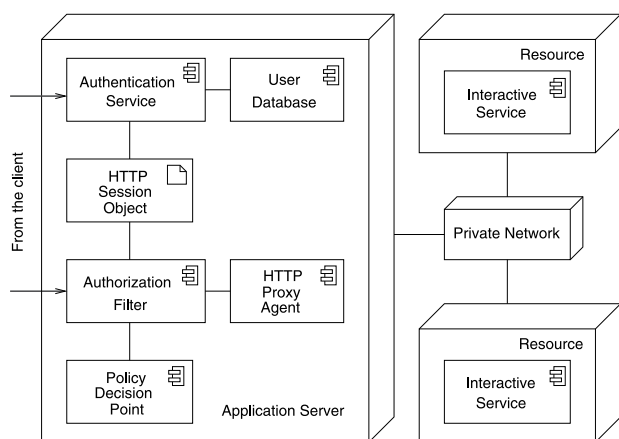 From the client
Authentication
Service
User
Database
HTTP
Session
Object
Authorization
Filter
HTTP
Proxy
Agent
Policy
Decision
Point
Application Server
Resource
Interactive
Service
Private Network
Resource
Interactive
Service